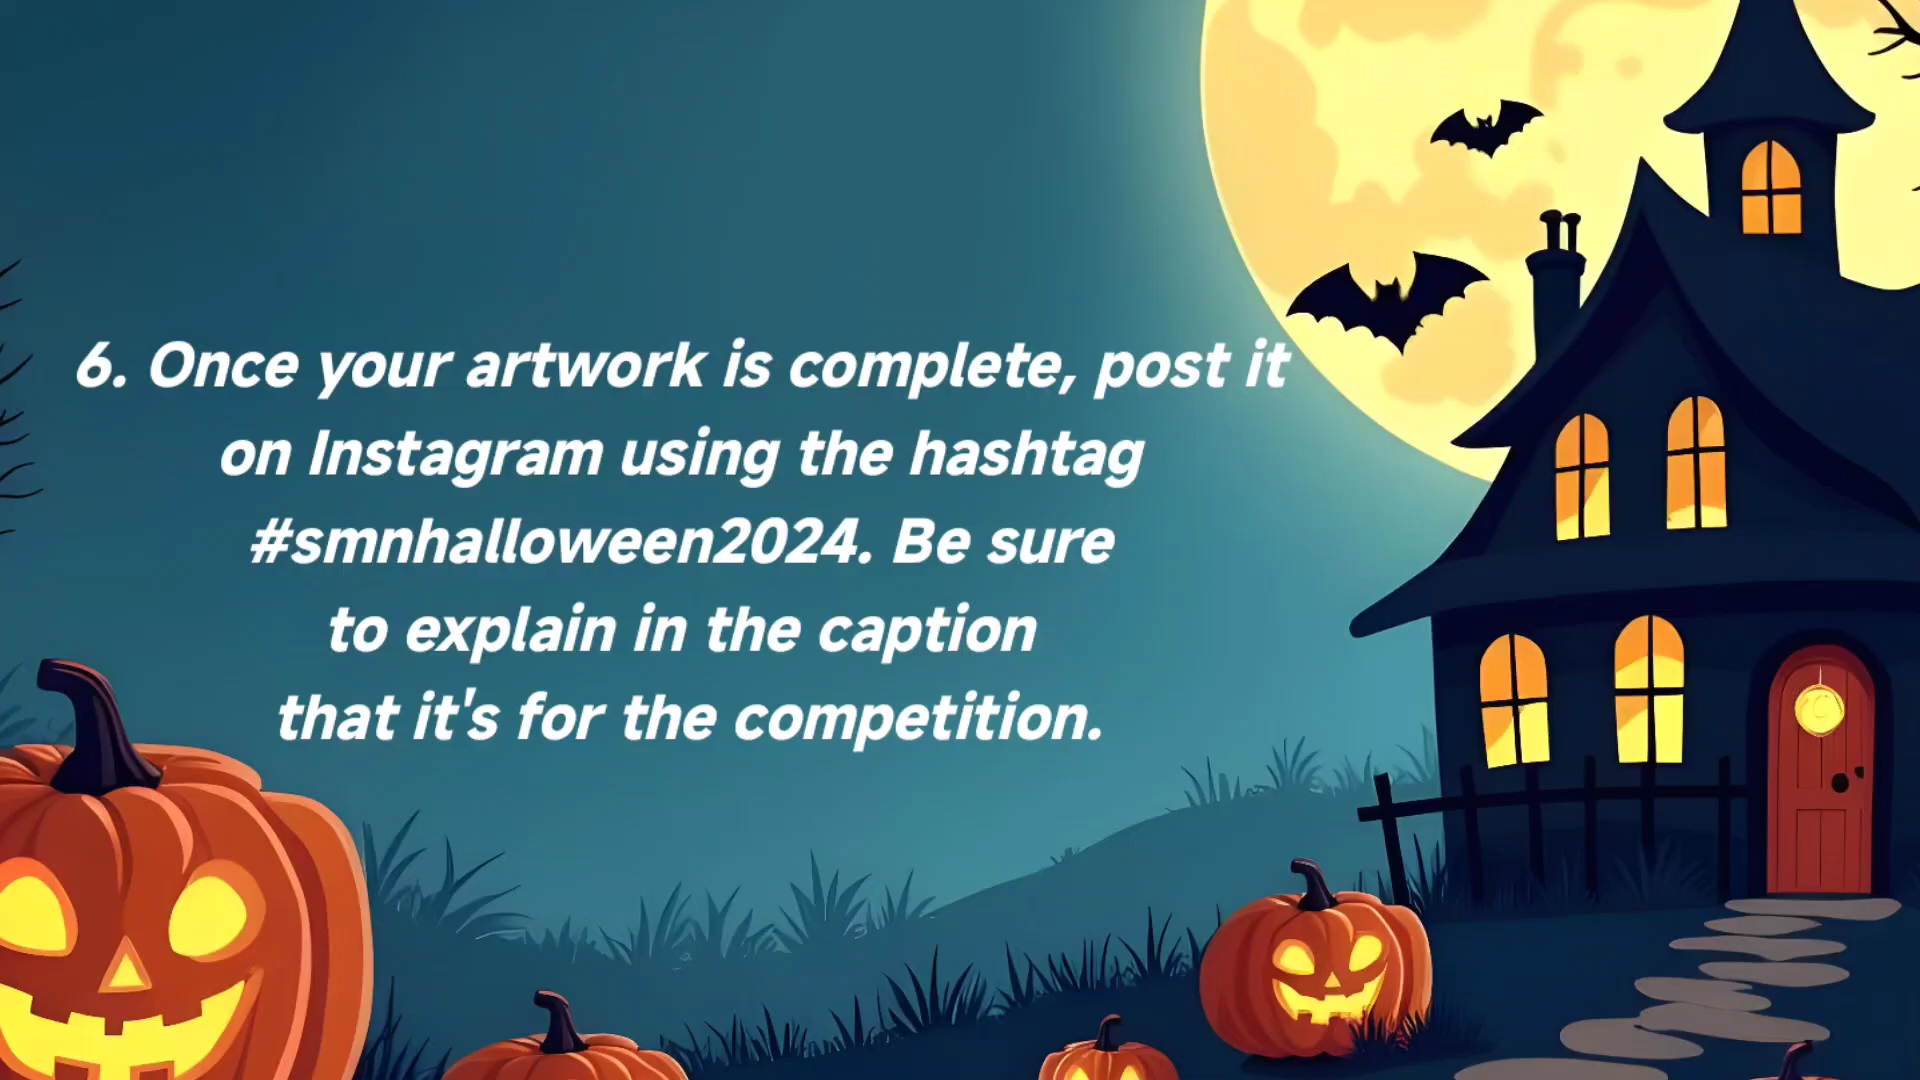 6. Once your artwork is complete, post it
on Instagram using the hashtag
#smnhalloween2024. Be sure
to explain in the caption
that it's for the competition.